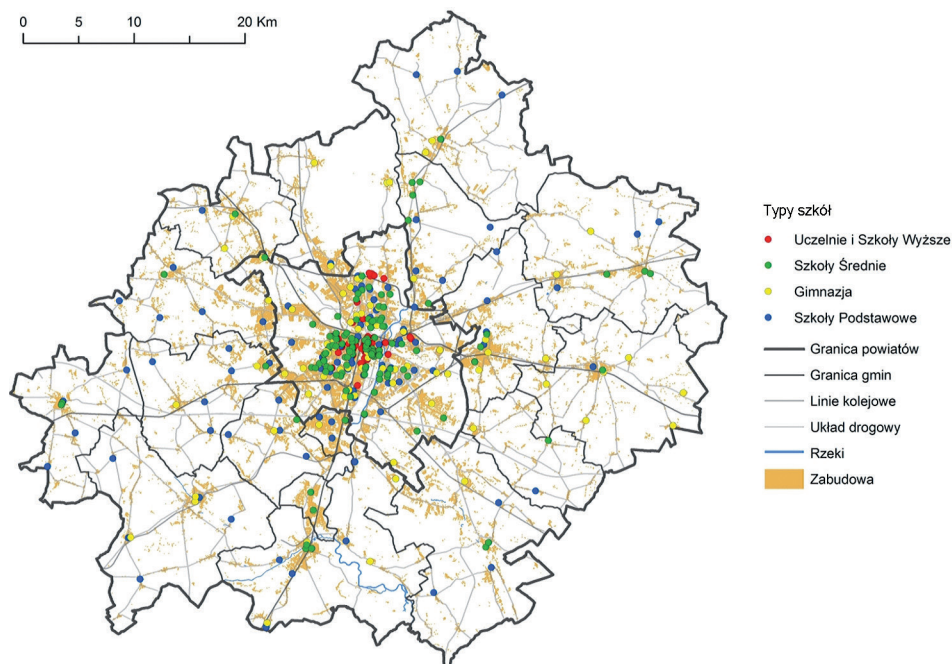 0 5 10 20 Km
Typy szkół
Uczelnie i Szkoły Wyższe
Szkoły Średnie
Gimnazja
Szkoły Podstawowe
Granica powiatów
Granica gmin
Linie kolejowe
Układ drogowy
Rzeki
Zabudowa